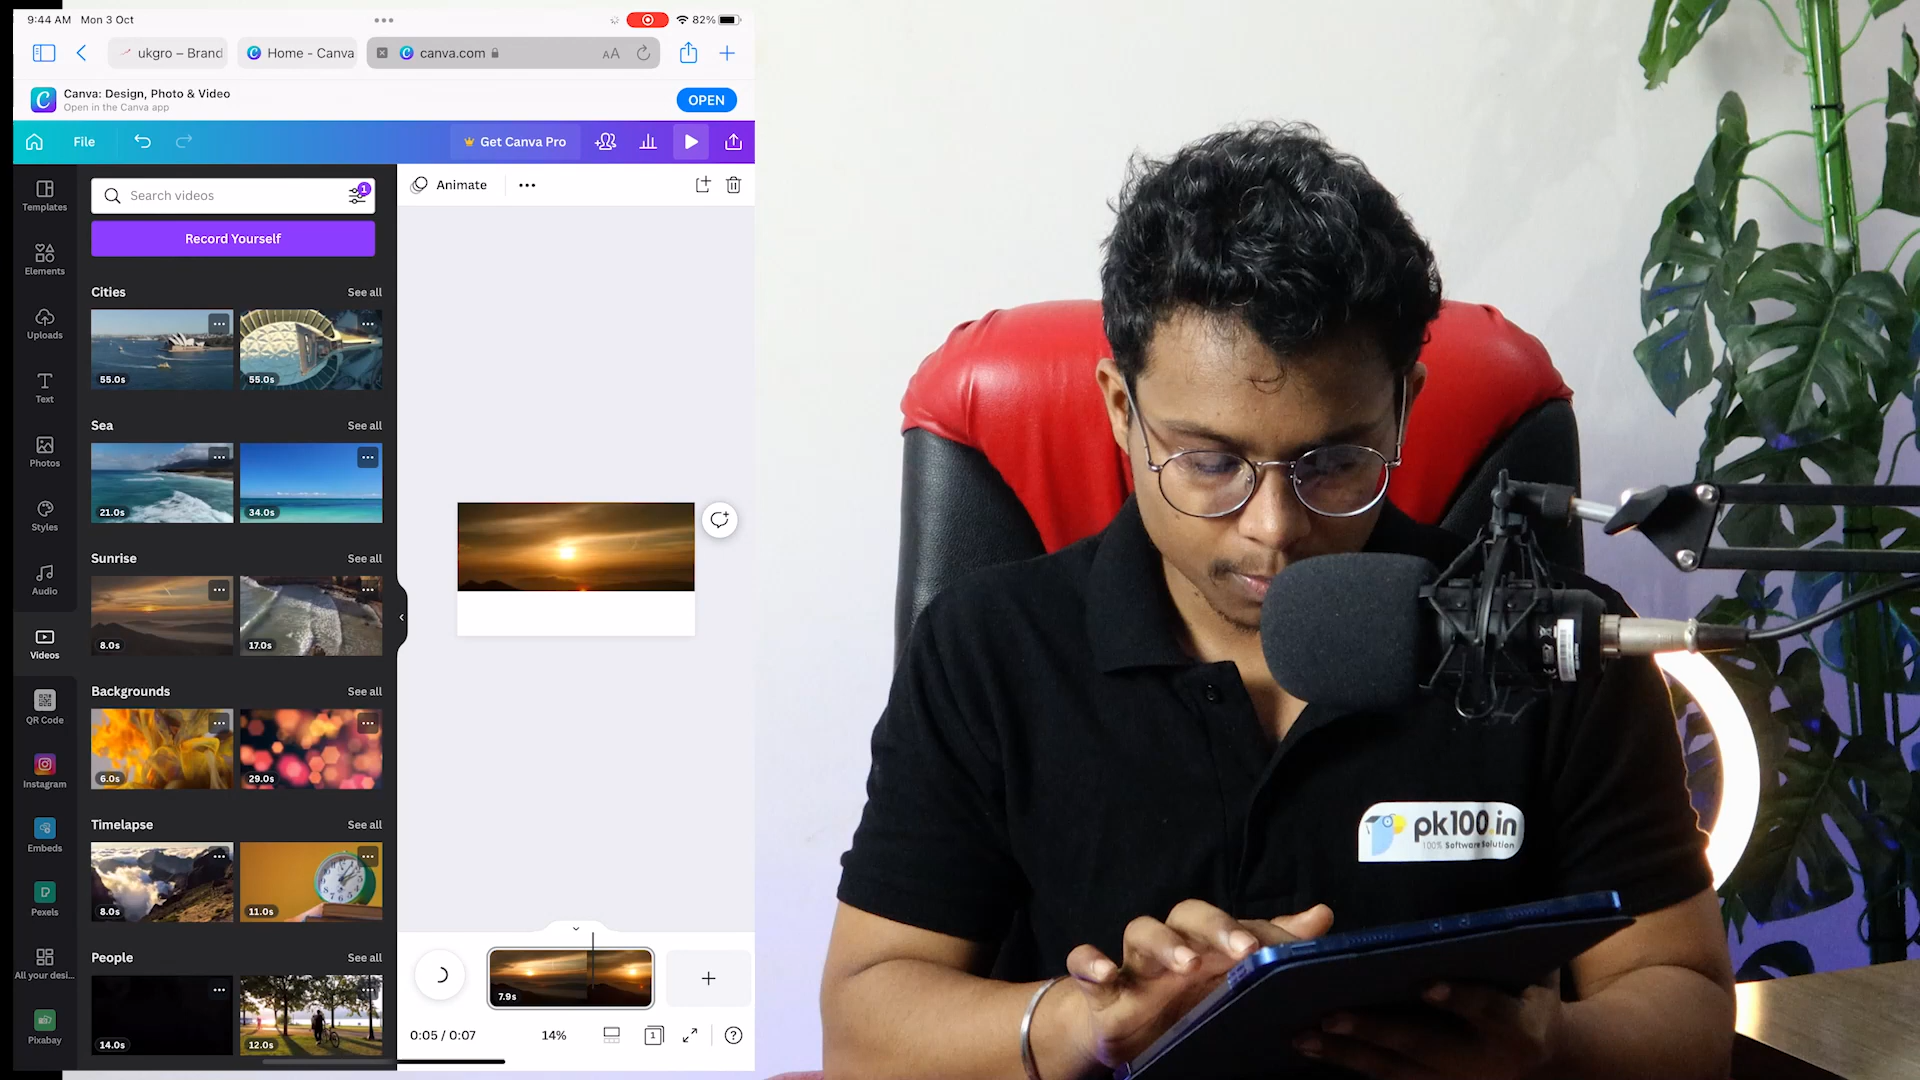 9:44 AM Mon 3 Oct
82%
ukgro – Brand
Home - Canva
canva.com
AA
Canva: Design, Photo & Video
Open in the Canva app
OPEN
File
Get Canva Pro
Templates
Elements
Uploads
Text
Photos
Styles
Audio
Videos
QR Code
Instagram
Embeds
Pexels
All your desi...
Pixabay
Search videos
1
Record Yourself
Cities
See all
55.0s
55.0s
Sea
See all
21.0s
34.0s
Sunrise
See all
8.0s
17.0s
Backgrounds
See all
6.0s
29.0s
Timelapse
See all
8.0s
11.0s
People
See all
14.0s
12.0s
Animate
7.9s
0:05 / 0:07
14%
1
pk100.in
100% Software Solution